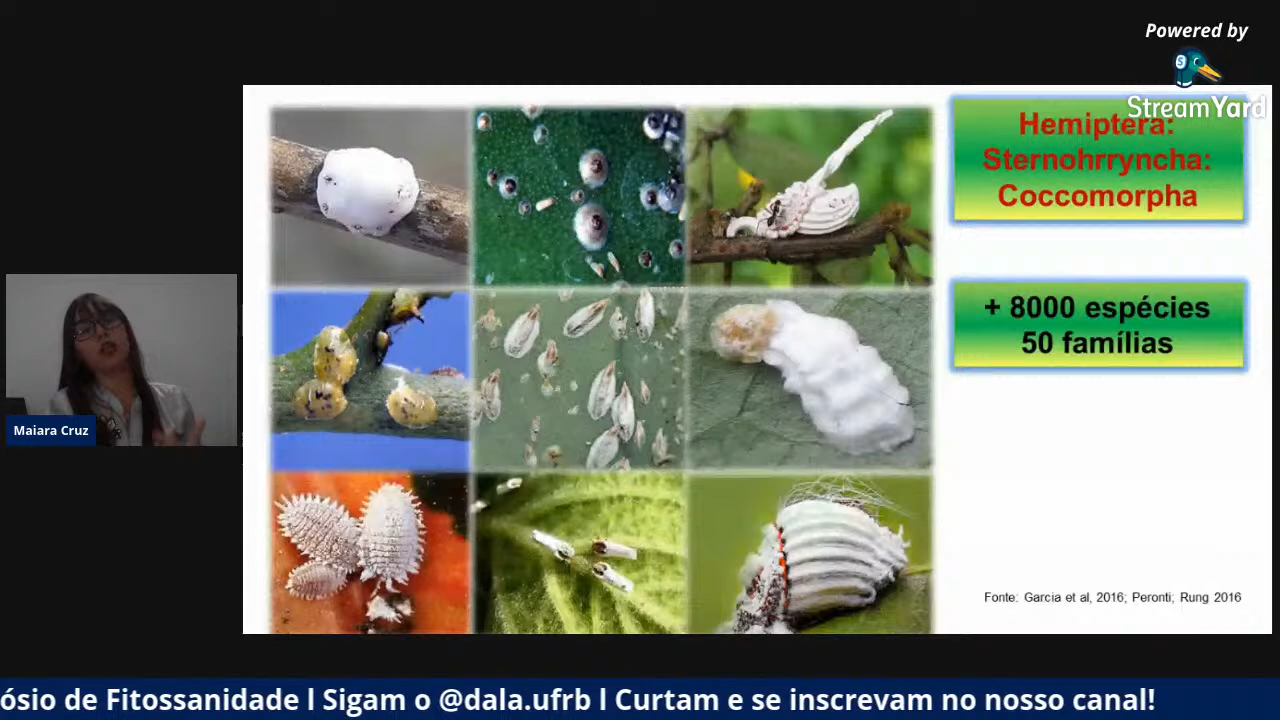 Powered by
StreamYard
Hemiptera:
Sternohrryncha:
Coccomorpha
+ 8000 espécies
50 famílias
Maiara Cruz
Fonte: Garcia et al, 2016; Peronti; Rung 2016
ósio de Fitossanidade l Sigam o @dala.ufrb l Curtam e se inscrevam no nosso canal!